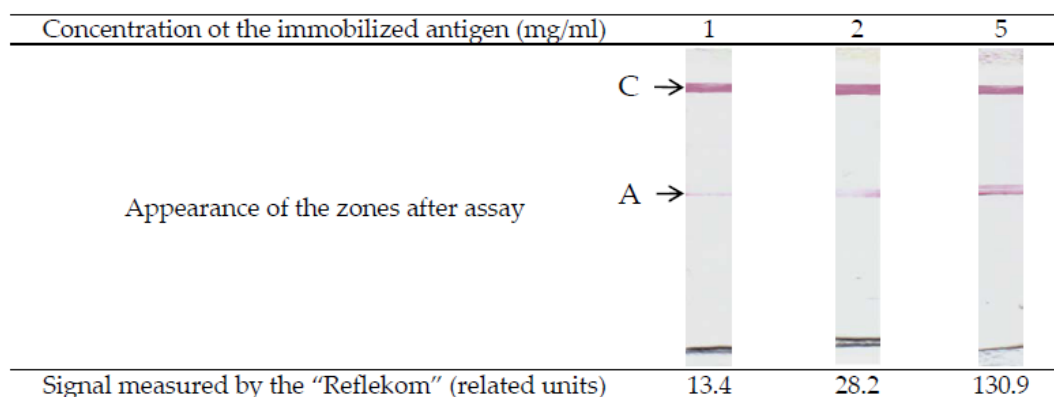 Concentration ot the immobilized antigen (mg/ml) 1 2 5
C
A
Appearance of the zones after assay
Signal measured by the “Reflekom” (related units) 13.4 28.2 130.9